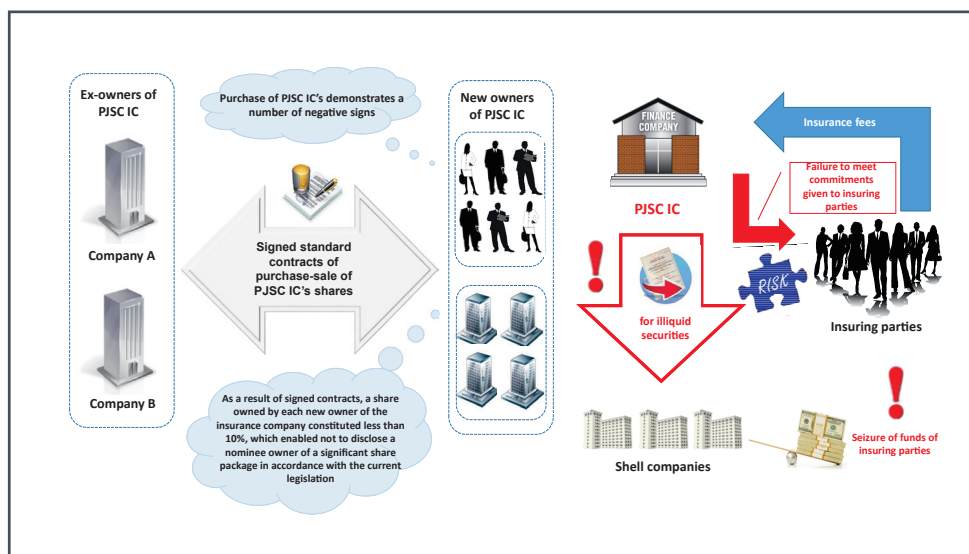 Ex-owners of
PJSC IC
Company A
Company B
Purchase of PJSC IC's demonstrates a
number of negative signs
Signed standard
contracts of
purchase-sale of
PJSC IC's shares
As a result of signed contracts, a share
owned by each new owner of the
insurance company constituted less than
10%, which enabled not to disclose a
nominee owner of a significant share
package in accordance with the current
legislation
New owners
of PJSC IC
FINANCE
COMPANY
PJSC IC
Insurance fees
Failure to meet
commitments
given to insuring
parties
RISK
Insuring parties
for illiquid
securities
Shell companies
Seizure of funds of
insuring parties